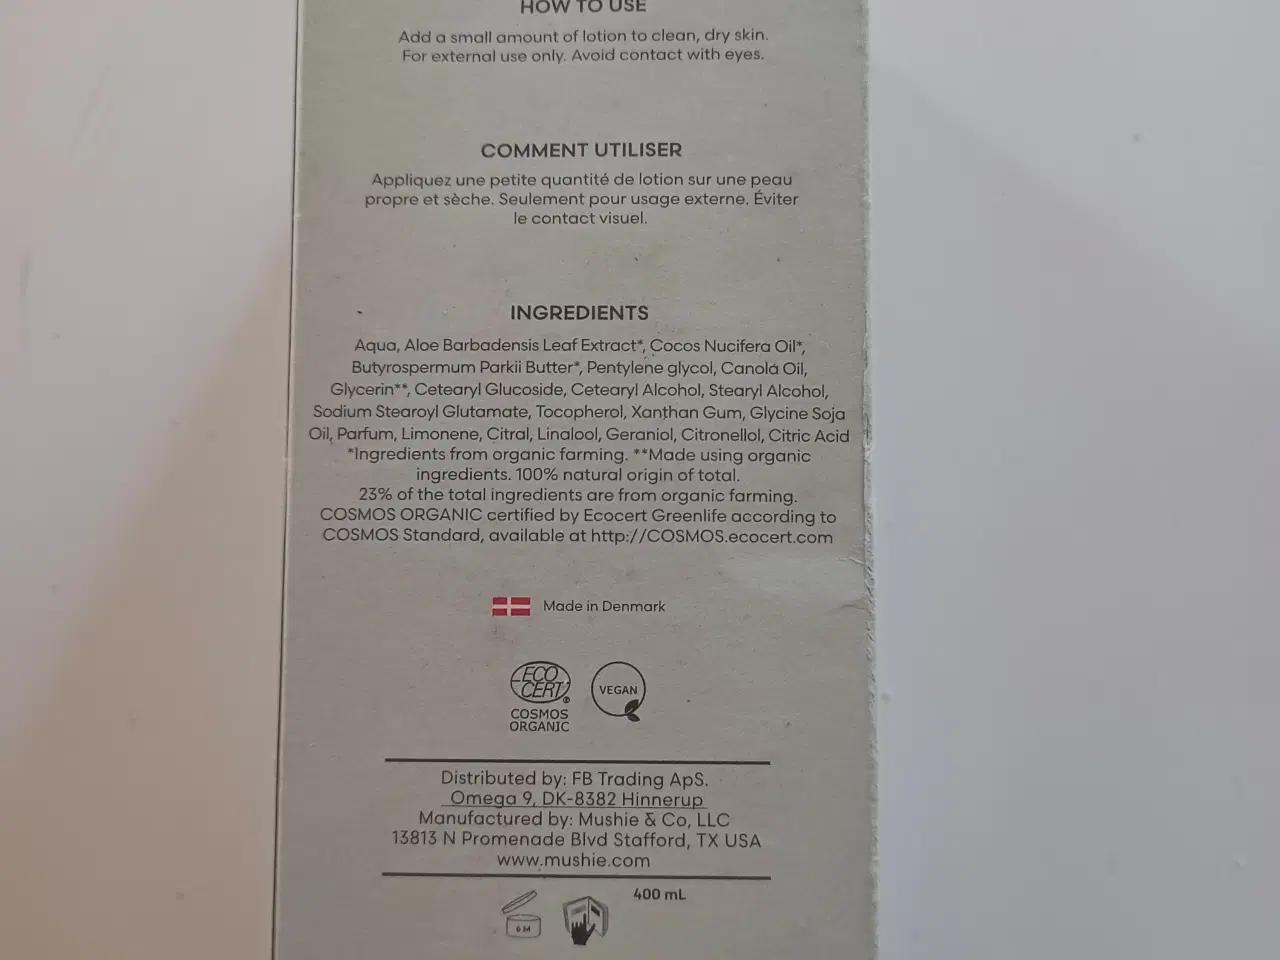 HOW TO USE
Add a small amount of lotion to clean, dry skin.
For external use only. Avoid contact with eyes.
COMMENT UTILISER
Appliquez une petite quantité de lotion sur une peau
propre et sèche. Seulement pour usage externe. Éviter
le contact visuel.
INGREDIENTS
Aqua, Aloe Barbadensis Leaf Extract*, Cocos Nucifera Oil*,
Butyrospermum Parkii Butter*, Pentylene glycol, Canola Oil,
Glycerin**, Cetearyl Glucoside, Cetearyl Alcohol, Stearyl Alcohol,
Sodium Stearoyl Glutamate, Tocopherol, Xanthan Gum, Glycine Soja
Oil, Parfum, Limonene, Citral, Linalool, Geraniol, Citronellol, Citric Acid
*Ingredients from organic farming. **Made using organic
ingredients. 100% natural origin of total.
23% of the total ingredients are from organic farming.
COSMOS ORGANIC certified by Ecocert Greenlife according to
COSMOS Standard, available at http://COSMOS.ecocert.com
Made in Denmark
ECO
CERT
COSMOS
ORGANIC
VEGAN
Distributed by: FB Trading ApS.
Omega 9, DK-8382 Hinnerup
Manufactured by: Mushie & Co, LLC
13813 N Promenade Blvd Stafford, TX USA
www.mushie.com
400 mL
6 M